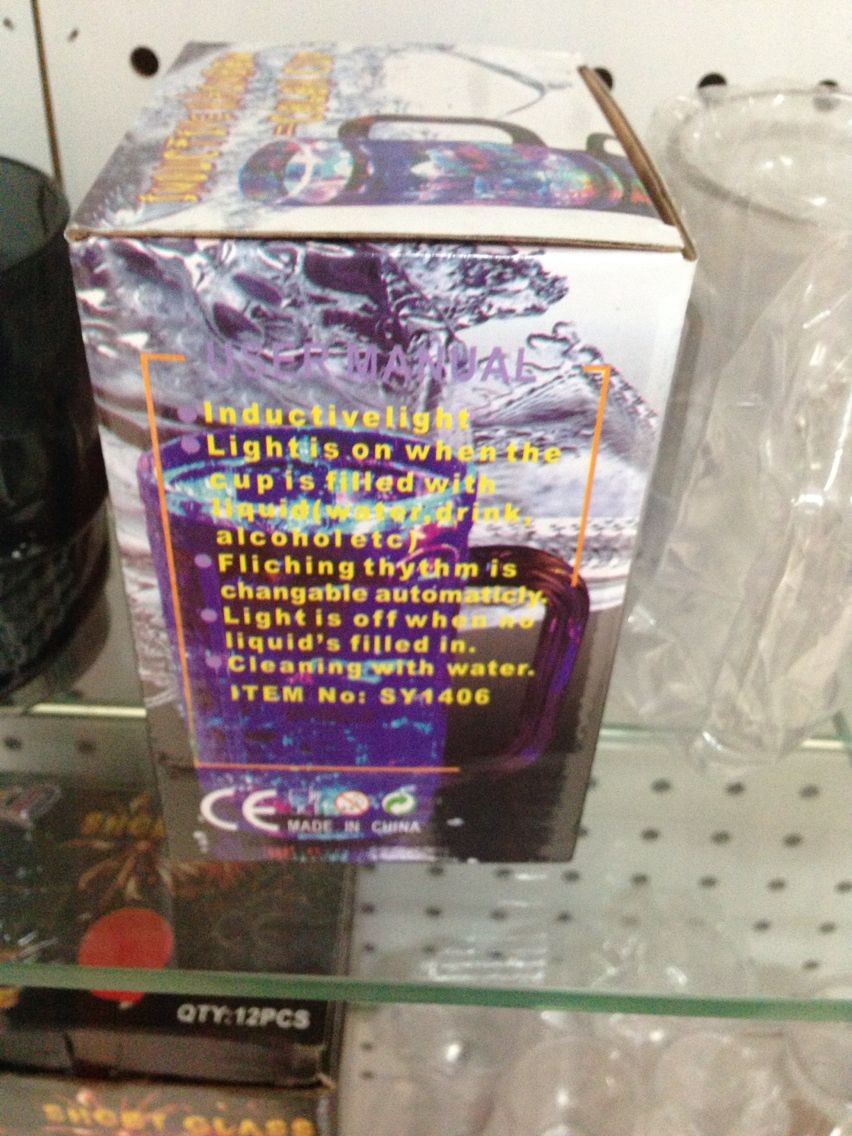 USER MANUAL
Inductivelight
Light is on when the
cup is filled with
liquid(water,drink,
alcohol etc)
Fliching thythm is
changable automaticly.
Light is off when no
liquid's filled in.
Cleaning with water.
ITEM No: SY1406
CE
MADE IN CHINA
QTY:12PCS
SHOBT GLASS